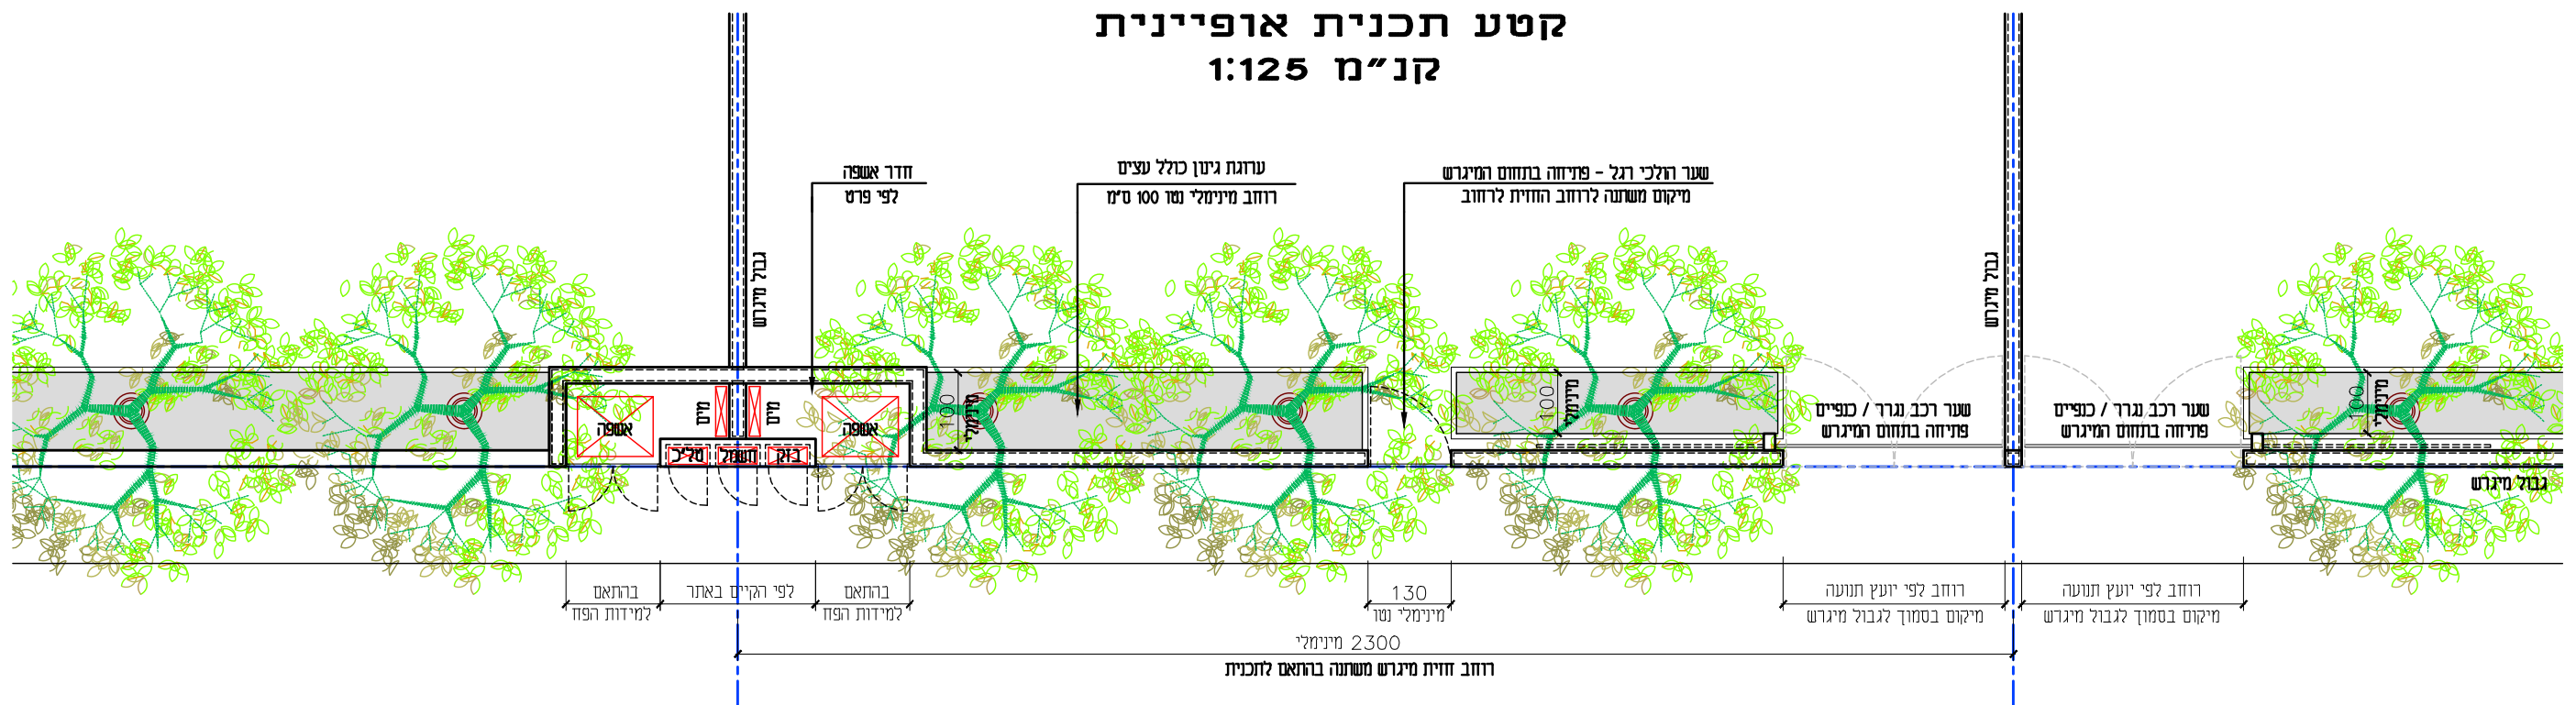 קטע תכנית אופיינית
קנ״מ 1:125
שער הולכי רגל - פתיחה בתחום המיגרש
מיקום משתנה לרוחב החזית לרחוב
ערוגת גינון כולל עצים
רוחב מינימלי נטו 100 ס״מ
חדר אשפה
לפי פרט
גבול מיגרש
גבול מיגרש
100
מינימלי
שער רכב נגרר / כנפיים
פתיחה בתחום המיגרש
שער רכב נגרר / כנפיים
פתיחה בתחום המיגרש
100
מינימלי
100
מינימלי
אשפה
מים
מים
אשפה
בזק
חשמל
טל״כ
גבול מיגרש
רוחב לפי יועץ תנועה
מיקום בסמוך לגבול מיגרש
רוחב לפי יועץ תנועה
מיקום בסמוך לגבול מיגרש
130
מינימלי נטו
בהתאם
למידות הפח
לפי הקיים באתר
בהתאם
למידות הפח
2300 מינימלי
רוחב חזית מיגרש משתנה בהתאם לתכנית